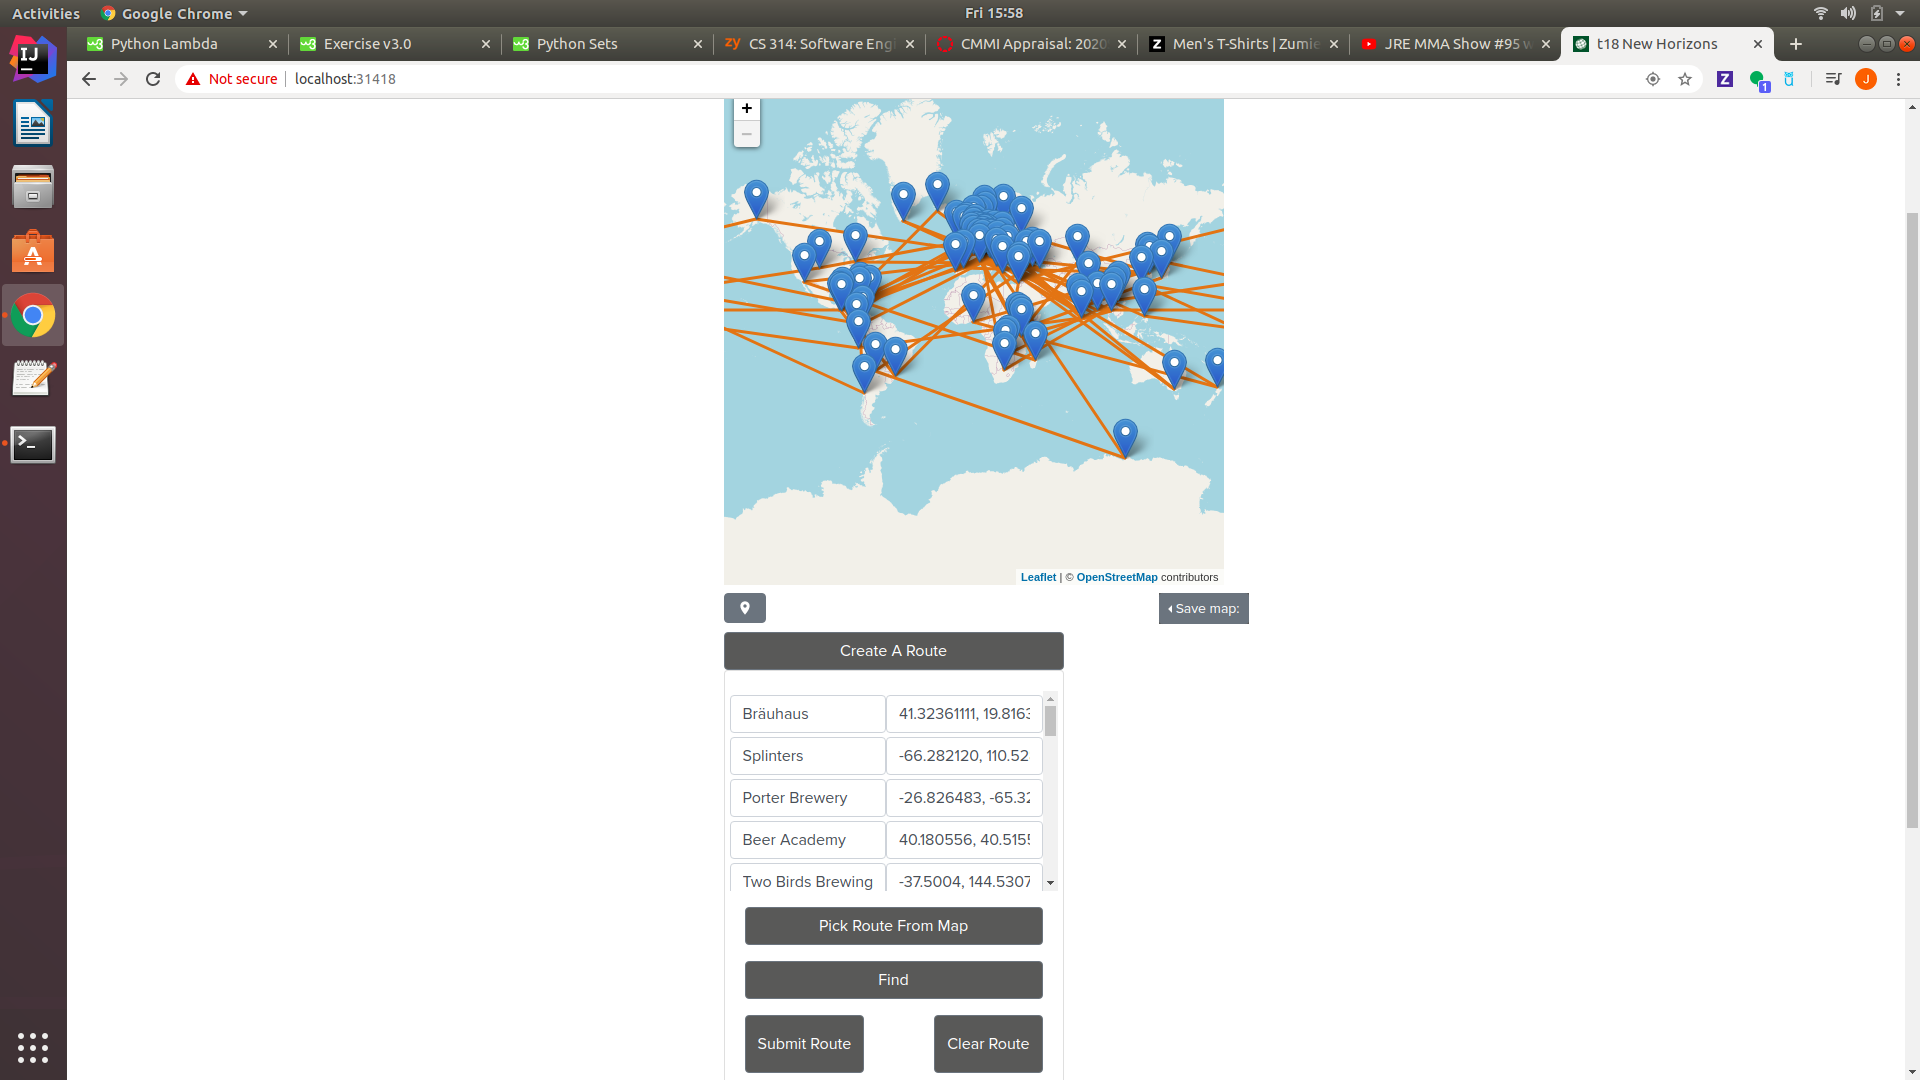 Activities
Google Chrome
Fri 15:58
Python Lambda
Exercise v3.0
Python Sets
zy CS 314: Software Eng
CMMI Appraisal: 2020
Z Men's T-Shirts | Zumie
JRE MMA Show #95 w
t18 New Horizons
Not secure
localhost:31418
Z
1
J
IJ
+
−
Leaflet | © OpenStreetMap contributors
Save map:
Create A Route
Bräuhaus 41.32361111, 19.8163
Splinters -66.282120, 110.52
Porter Brewery -26.826483, -65.32
Beer Academy 40.180556, 40.5155
Two Birds Brewing -37.5004, 144.5307
Pick Route From Map
Find
Submit Route
Clear Route